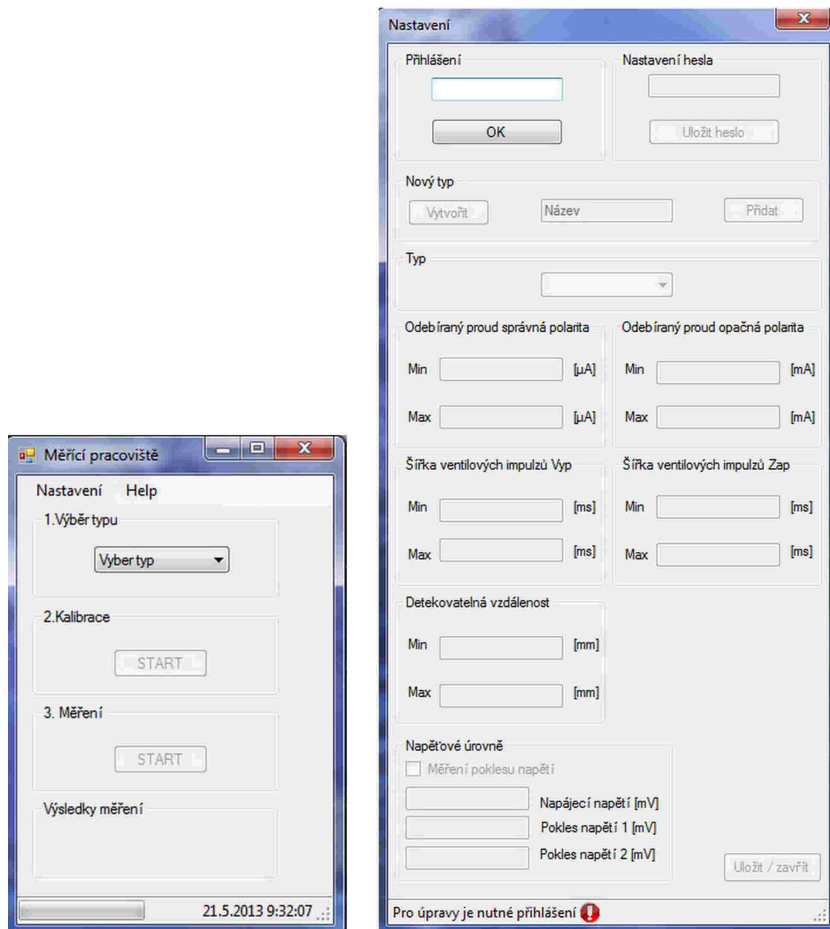 Měřící pracoviště
Nastavení Help
1.Výběr typu
Vyber typ
2.Kalibrace
START
3. Měření
START
Výsledky měření
21.5.2013 9:32:07
Nastavení
Přihlášení
OK
Nastavení hesla
Uložit heslo
Nový typ
Vytvořit Název Přidat
Typ
Odebíraný proud správná polarita
Min [µA]
Max [µA]
Odebíraný proud opačná polarita
Min [mA]
Max [mA]
Šířka ventilových impulzů Vyp
Min [ms]
Max [ms]
Šířka ventilových impulzů Zap
Min [ms]
Max [ms]
Detekovatelná vzdálenost
Min [mm]
Max [mm]
Napěťové úrovně
Měření poklesu napětí
Napájecí napětí [mV]
Pokles napětí 1 [mV]
Pokles napětí 2 [mV]
Uložit / zavřít
Pro úpravy je nutné přihlášení